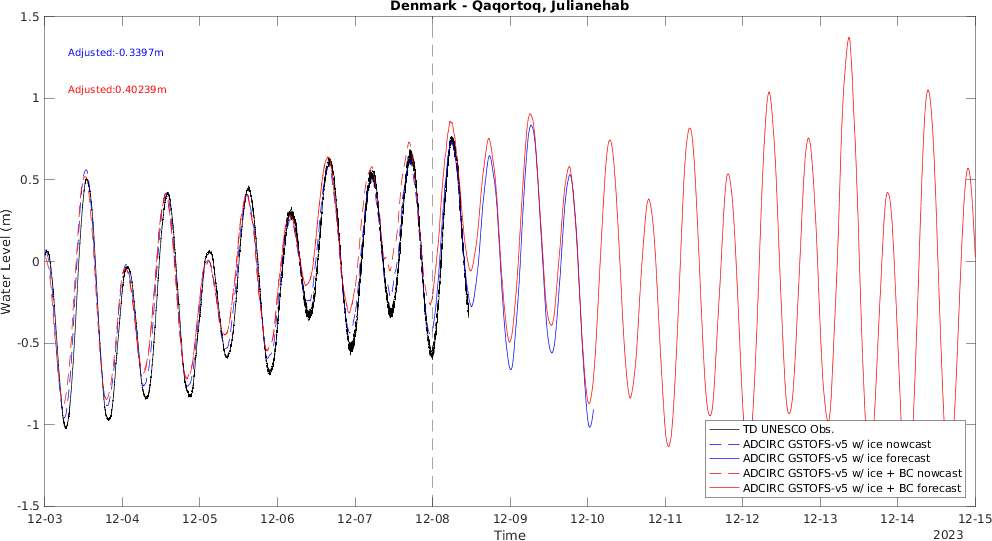 Denmark - Qaqortoq, Julianehab
Adjusted:-0.3397m
Adjusted:0.40239m
Water Level (m)
1.5
1
0.5
0
-0.5
-1
-1.5
TD UNESCO Obs.
ADCIRC GSTOFS-v5 w/ ice nowcast
ADCIRC GSTOFS-v5 w/ ice forecast
ADCIRC GSTOFS-v5 w/ ice + BC nowcast
ADCIRC GSTOFS-v5 w/ ice + BC forecast
12-03 12-04 12-05 12-06 12-07 12-08 12-09 12-10 12-11 12-12 12-13 12-14 12-15
Time
2023